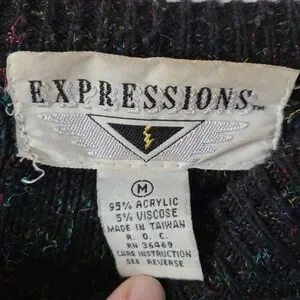 EXPRESSIONS™
M
95% ACRYLIC
5% VISCOSE
MADE IN TAIWAN
R. O. C.
RN 36469
CARE INSTRUCTION
SEE REVERSE